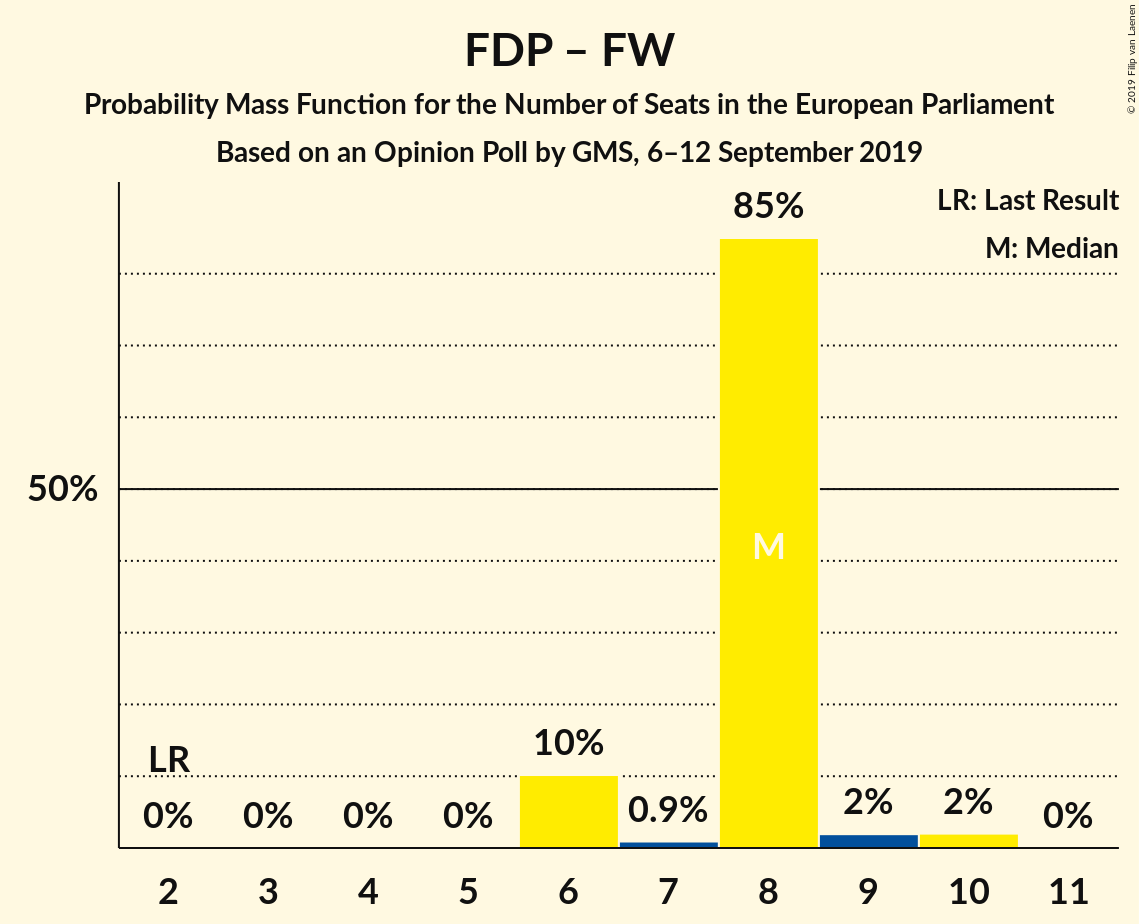 FDP – FW
Probability Mass Function for the Number of Seats in the European Parliament
Based on an Opinion Poll by GMS, 6–12 September 2019
© 2019 Filip van Laenen
LR: Last Result
M: Median
85%
50%
M
10%
LR
0% 0% 0% 0% 0.9% 2% 2% 0%
2 3 4 5 6 7 8 9 10 11